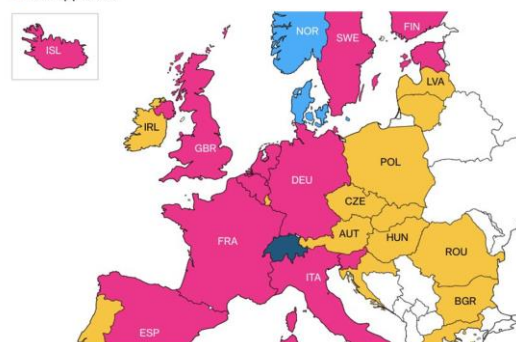 ISL
NOR
SWE
FIN
LVA
IRL
GBR
POL
DEU
CZE
AUT
HUN
FRA
ROU
ITA
BGR
ESP